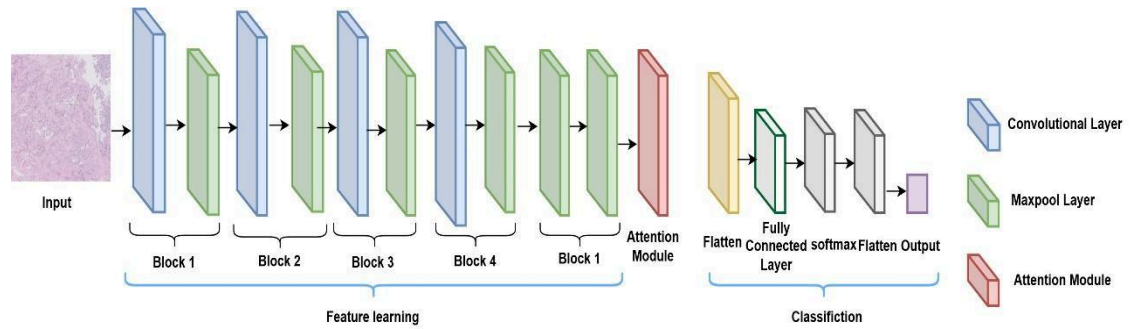 Input
Block 1
Block 2
Block 3
Block 4
Block 1
Attention
Module
Feature learning
Flatten
Fully
Connected
Layer
softmax
Flatten
Output
Classifiction
Convolutional Layer
Maxpool Layer
Attention Module